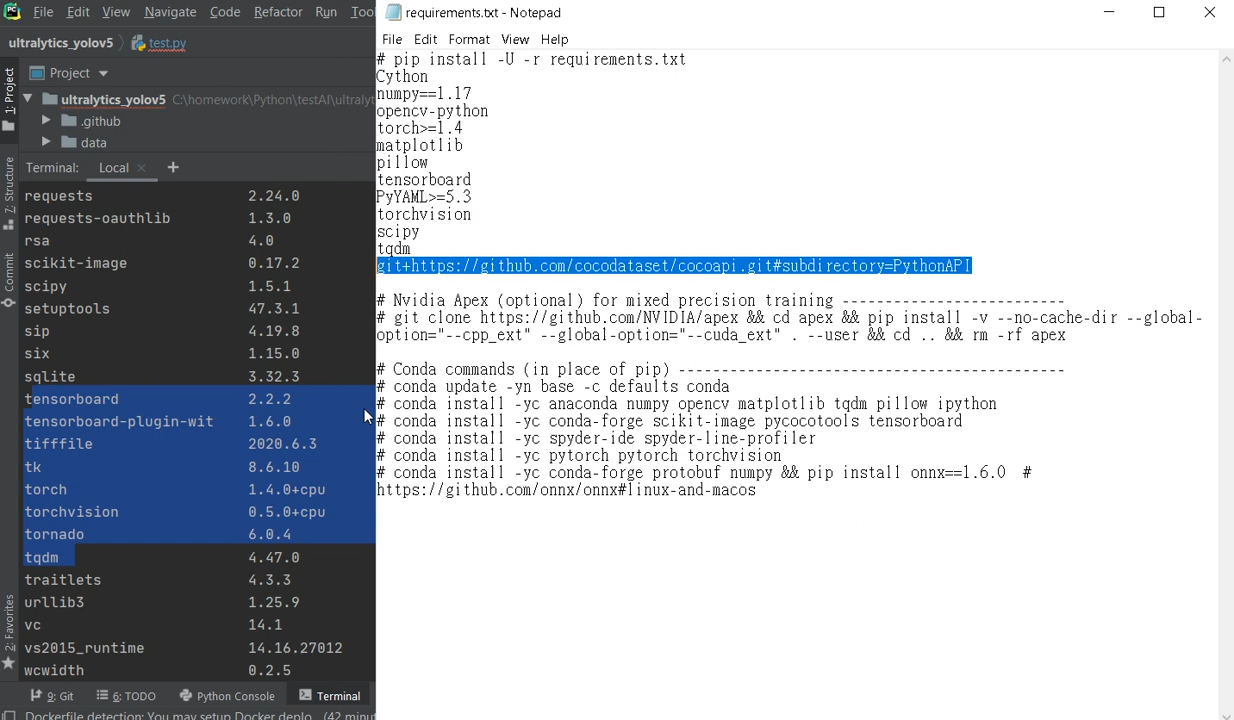 File Edit View Navigate Code Refactor Run Tool
requirements.txt - Notepad
ultralytics_yolov5 test.py
File Edit Format View Help
Project
ultralytics_yolov5 C:\homework\Python\testAI\ultralyt
.github
data
Terminal: Local × +
requests 2.24.0
requests-oauthlib 1.3.0
rsa 4.0
scikit-image 0.17.2
scipy 1.5.1
setuptools 47.3.1
sip 4.19.8
six 1.15.0
sqlite 3.32.3
tensorboard 2.2.2
tensorboard-plugin-wit 1.6.0
tifffile 2020.6.3
tk 8.6.10
torch 1.4.0+cpu
torchvision 0.5.0+cpu
tornado 6.0.4
tqdm 4.47.0
traitlets 4.3.3
urllib3 1.25.9
vc 14.1
vs2015_runtime 14.16.27012
wcwidth 0.2.5
1: Project
7: Structure
Commit
2: Favorites
9: Git 6: TODO Python Console Terminal
Dockerfile detection: You may setup Docker deplo... (42 minut
# pip install -U -r requirements.txt
Cython
numpy==1.17
opencv-python
torch>=1.4
matplotlib
pillow
tensorboard
PyYAML>=5.3
torchvision
scipy
tqdm
git+https://github.com/cocodataset/cocoapi.git#subdirectory=PythonAPI
# Nvidia Apex (optional) for mixed precision training --------------------------
# git clone https://github.com/NVIDIA/apex && cd apex && pip install -v --no-cache-dir --global-
option="--cpp_ext" --global-option="--cuda_ext" . --user && cd .. && rm -rf apex
# Conda commands (in place of pip) ---------------------------------------------
# conda update -yn base -c defaults conda
# conda install -yc anaconda numpy opencv matplotlib tqdm pillow ipython
# conda install -yc conda-forge scikit-image pycocotools tensorboard
# conda install -yc spyder-ide spyder-line-profiler
# conda install -yc pytorch pytorch torchvision
# conda install -yc conda-forge protobuf numpy && pip install onnx==1.6.0 #
https://github.com/onnx/onnx#linux-and-macos